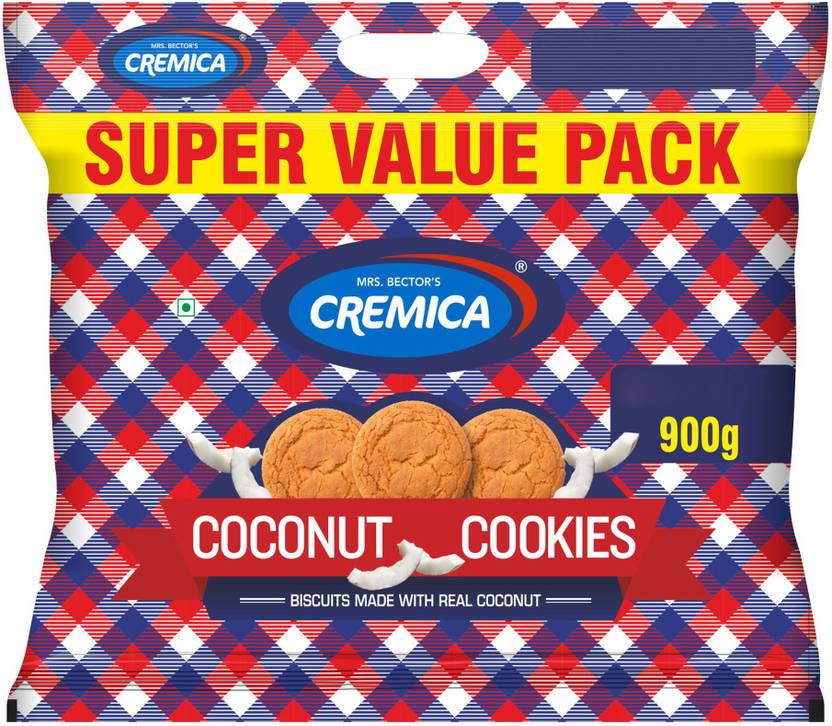 MRS. BECTOR'S
CREMICA
®
SUPER VALUE PACK
®
MRS. BECTOR'S
CREMICA
900g
COCONUT COOKIES
BISCUITS MADE WITH REAL COCONUT